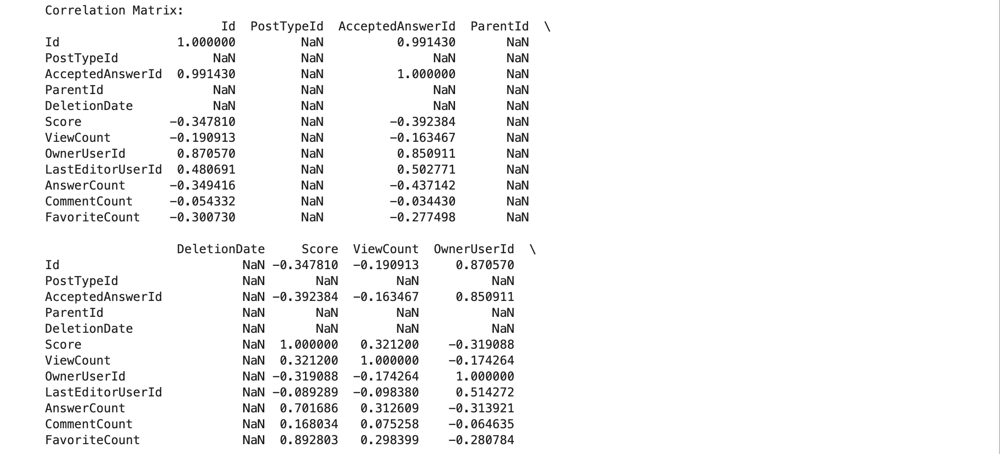 Correlation Matrix:
                        Id  PostTypeId  AcceptedAnswerId  ParentId  \
Id                1.000000         NaN          0.991430       NaN
PostTypeId             NaN         NaN               NaN       NaN
AcceptedAnswerId  0.991430         NaN          1.000000       NaN
ParentId               NaN         NaN               NaN       NaN
DeletionDate           NaN         NaN               NaN       NaN
Score            −0.347810         NaN         −0.392384       NaN
ViewCount        −0.190913         NaN         −0.163467       NaN
OwnerUserId       0.870570         NaN          0.850911       NaN
LastEditorUserId  0.480691         NaN          0.502771       NaN
AnswerCount      −0.349416         NaN         −0.437142       NaN
CommentCount     −0.054332         NaN         −0.034430       NaN
FavoriteCount    −0.300730         NaN         −0.277498       NaN

                  DeletionDate     Score  ViewCount  OwnerUserId  \
Id                         NaN −0.347810  −0.190913     0.870570
PostTypeId                 NaN       NaN        NaN          NaN
AcceptedAnswerId           NaN −0.392384  −0.163467     0.850911
ParentId                   NaN       NaN        NaN          NaN
DeletionDate               NaN       NaN        NaN          NaN
Score                      NaN  1.000000   0.321200    −0.319088
ViewCount                  NaN  0.321200   1.000000    −0.174264
OwnerUserId                NaN −0.319088  −0.174264     1.000000
LastEditorUserId           NaN −0.089289  −0.098380     0.514272
AnswerCount                NaN  0.701686   0.312609    −0.313921
CommentCount               NaN  0.168034   0.075258    −0.064635
FavoriteCount              NaN  0.892803   0.298399    −0.280784